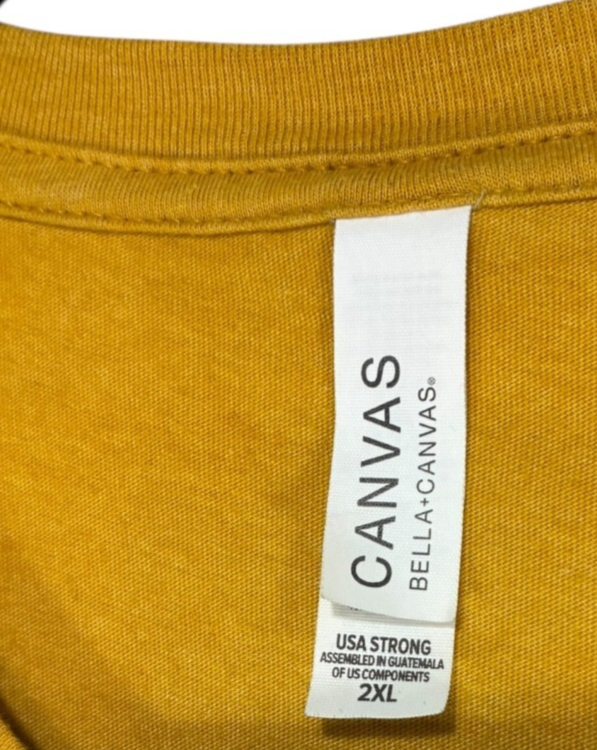 CANVAS
BELLA+CANVAS®
USA STRONG
ASSEMBLED IN GUATEMALA
OF US COMPONENTS
2XL